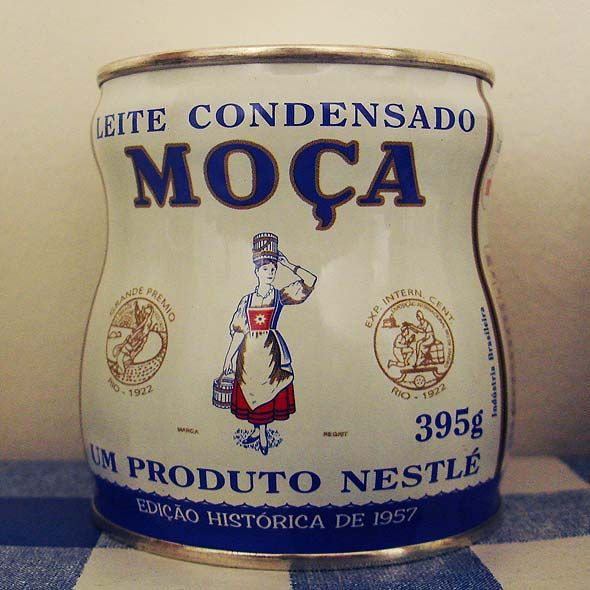 LEITE CONDENSADO
MOÇA
GRANDE PREMIO
RIO - 1922
EXP. INTERN. CENT.
RIO - 1922
Indústria Brasileira
MARCA
REGIST
395g
UM PRODUTO NESTLÉ
EDIÇÃO HISTÓRICA DE 1957